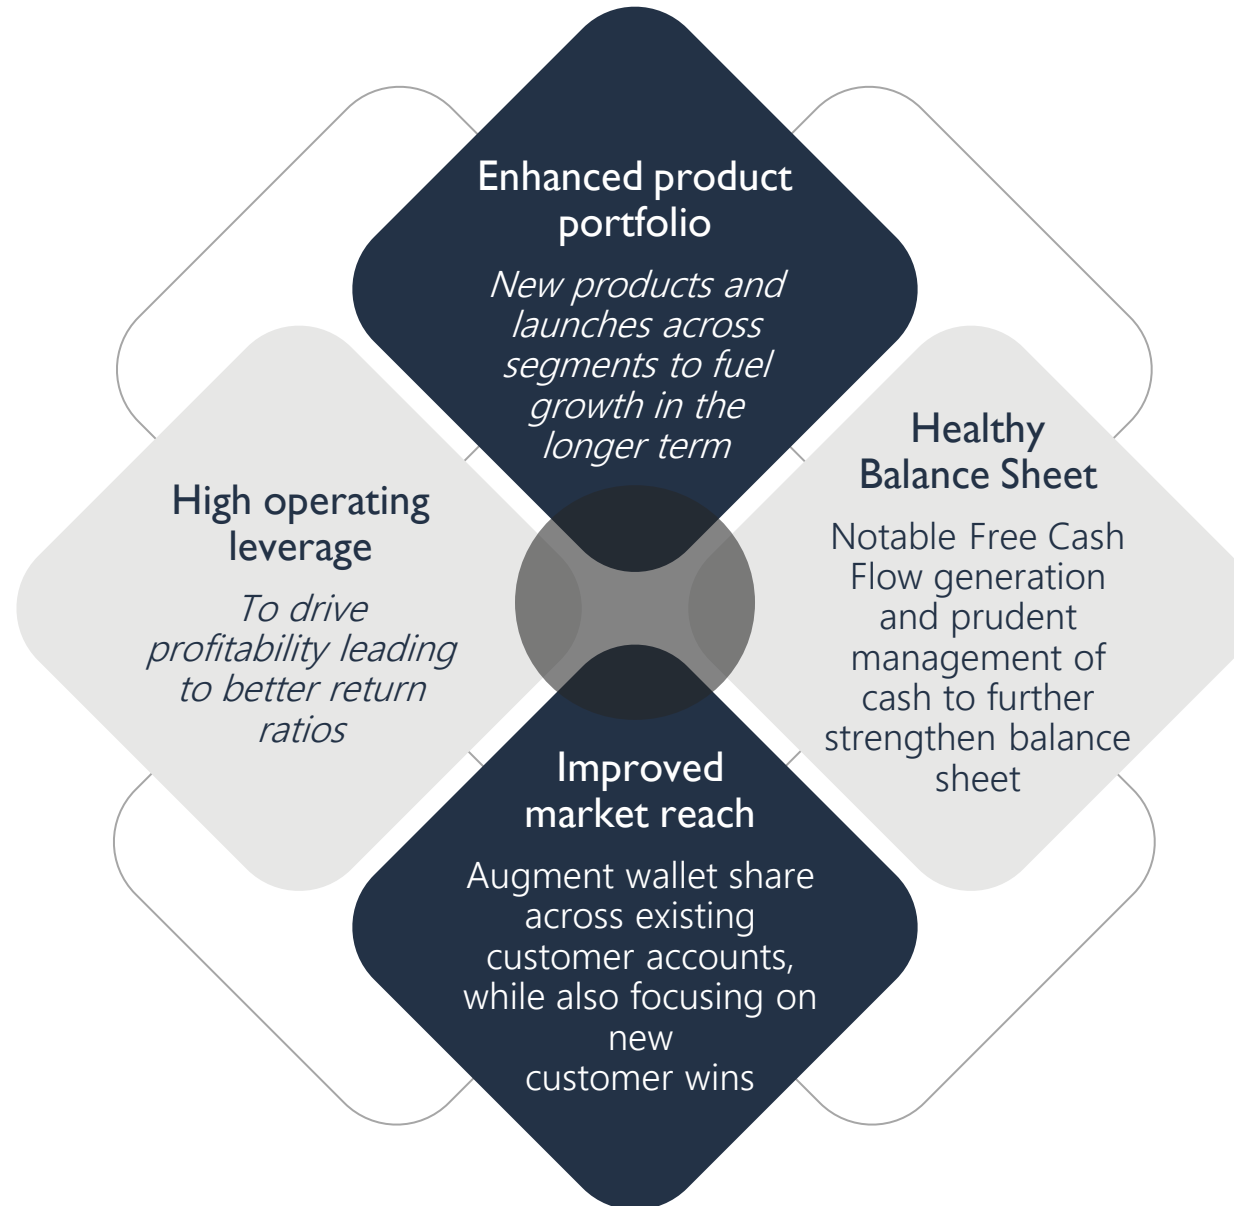 Enhanced product
portfolio
New products and
launches across
segments to fuel
growth in the
longer term
High operating
leverage
To drive
profitability leading
to better return
ratios
Healthy
Balance Sheet
Notable Free Cash
Flow generation
and prudent
management of
cash to further
strengthen balance
sheet
Improved
market reach
Augment wallet share
across existing
customer accounts,
while also focusing on
new
customer wins